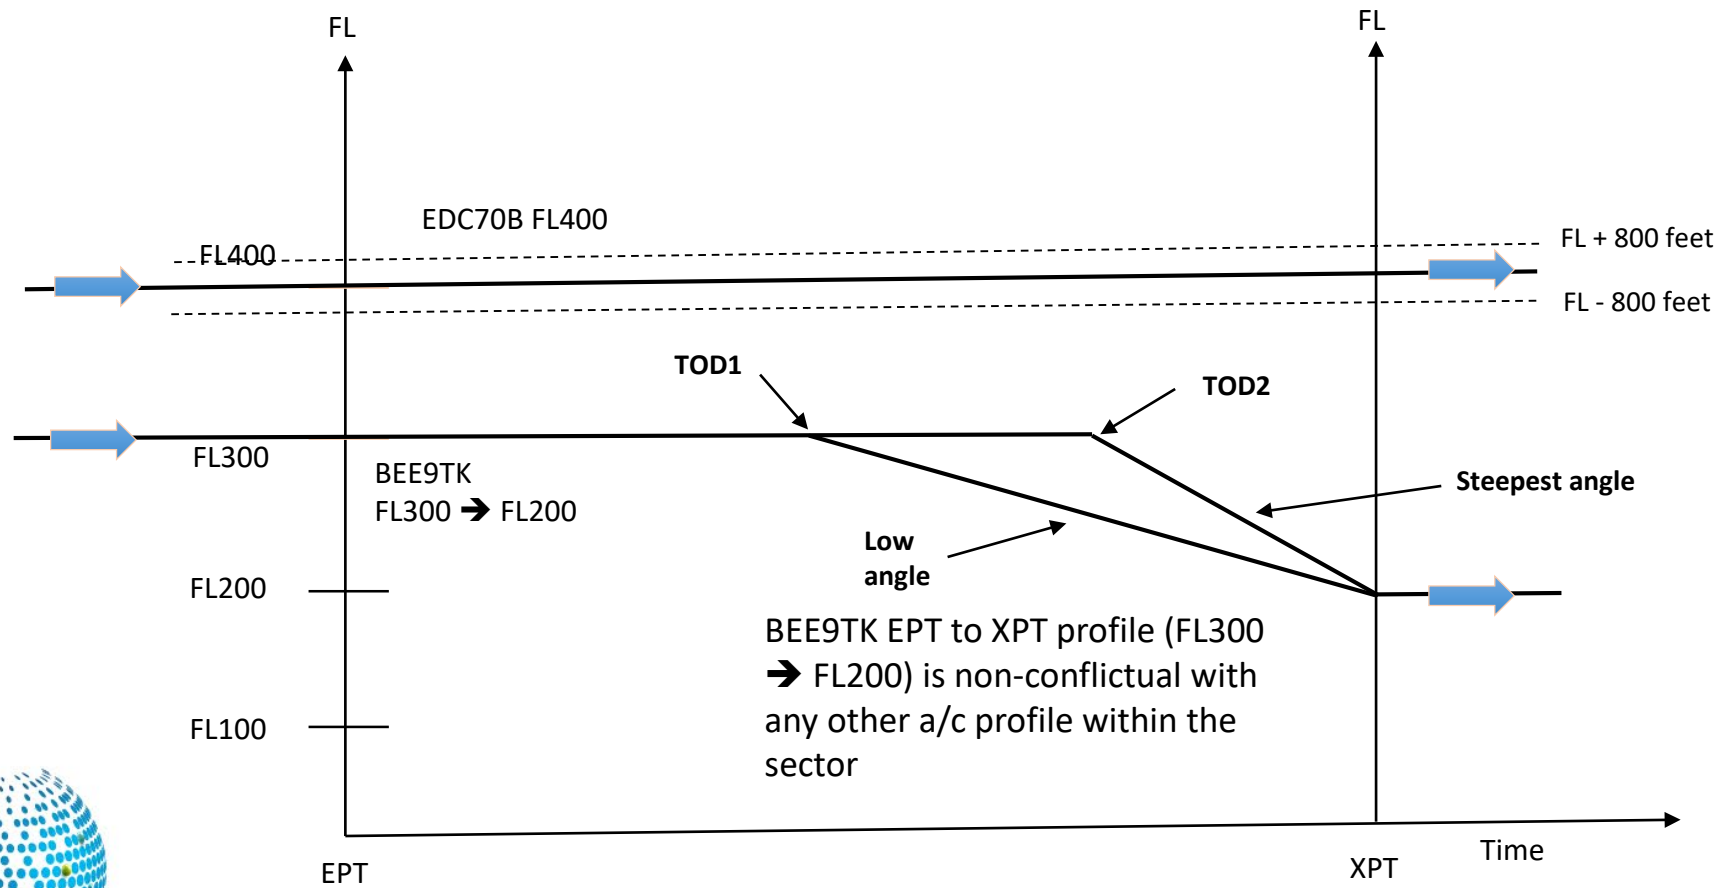 FL
FL
EDC70B FL400
FL400
FL + 800 feet
FL - 800 feet
TOD1
TOD2
FL300
BEE9TK
FL300 ➔ FL200
Steepest angle
Low
angle
FL200
BEE9TK EPT to XPT profile (FL300
➔ FL200) is non-conflictual with
any other a/c profile within the
sector
FL100
Time
EPT
XPT